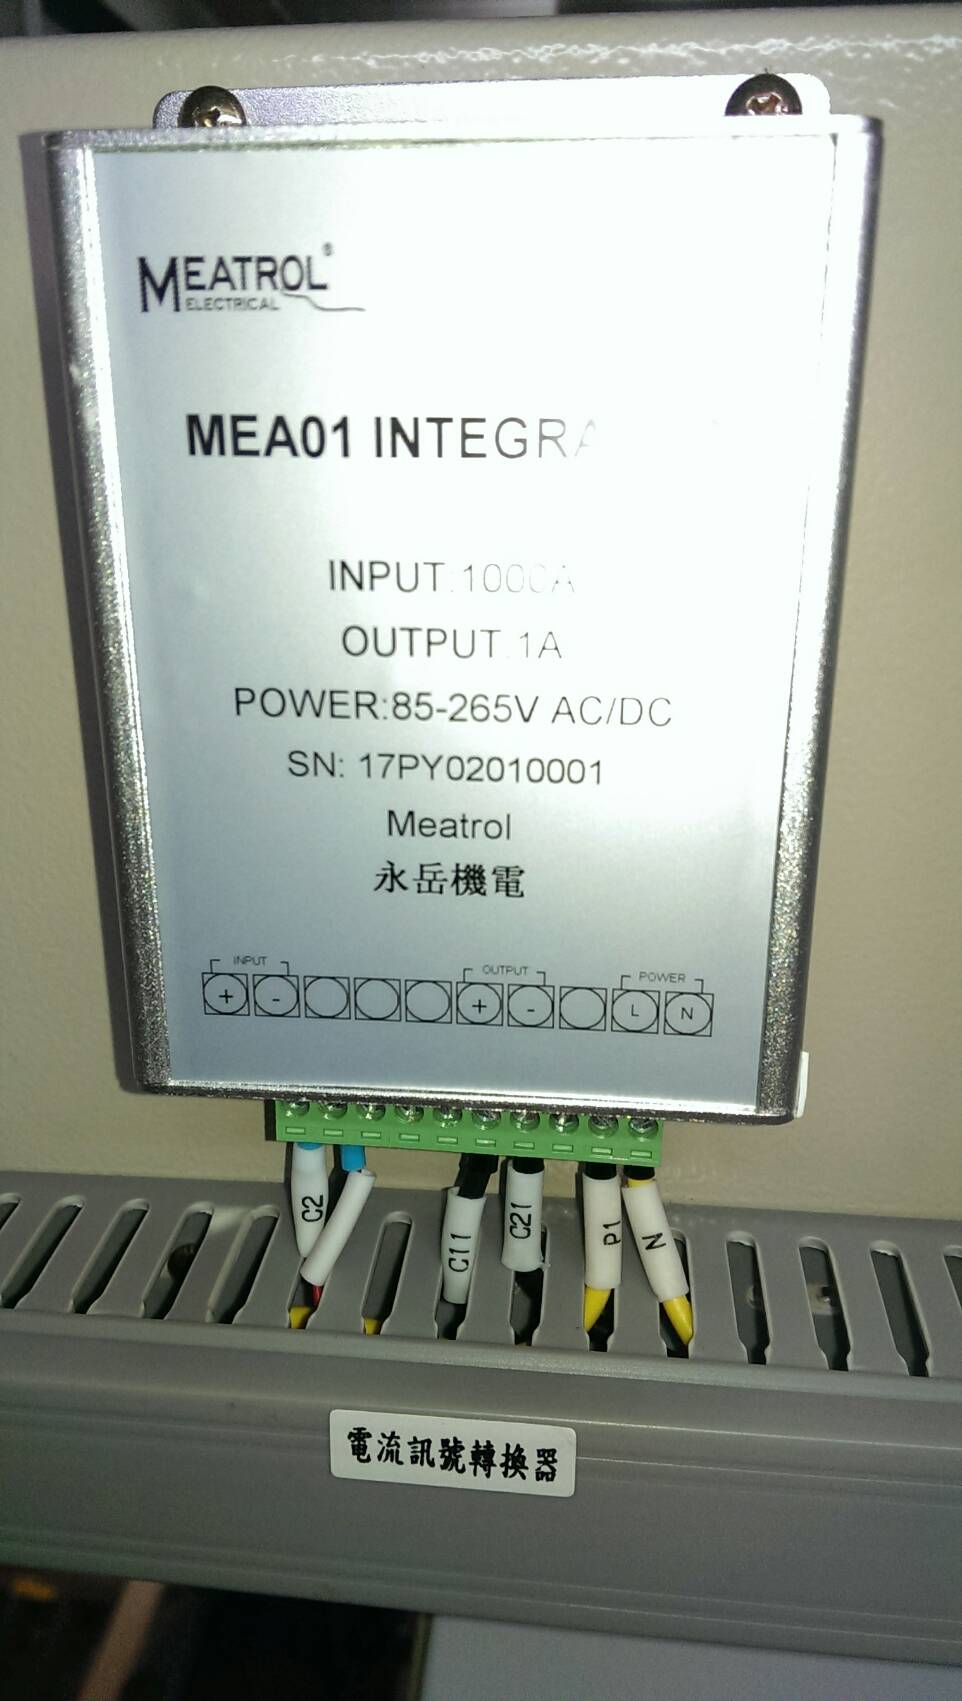 MEATROL®
ELECTRICAL
MEA01 INTEGRA
INPUT:1000A
OUTPUT:1A
POWER:85-265V AC/DC
SN: 17PY02010001
Meatrol
永岳機電
INPUT OUTPUT POWER
+ - + - L N
C2 C11 C21 P1 N
電流訊號轉換器